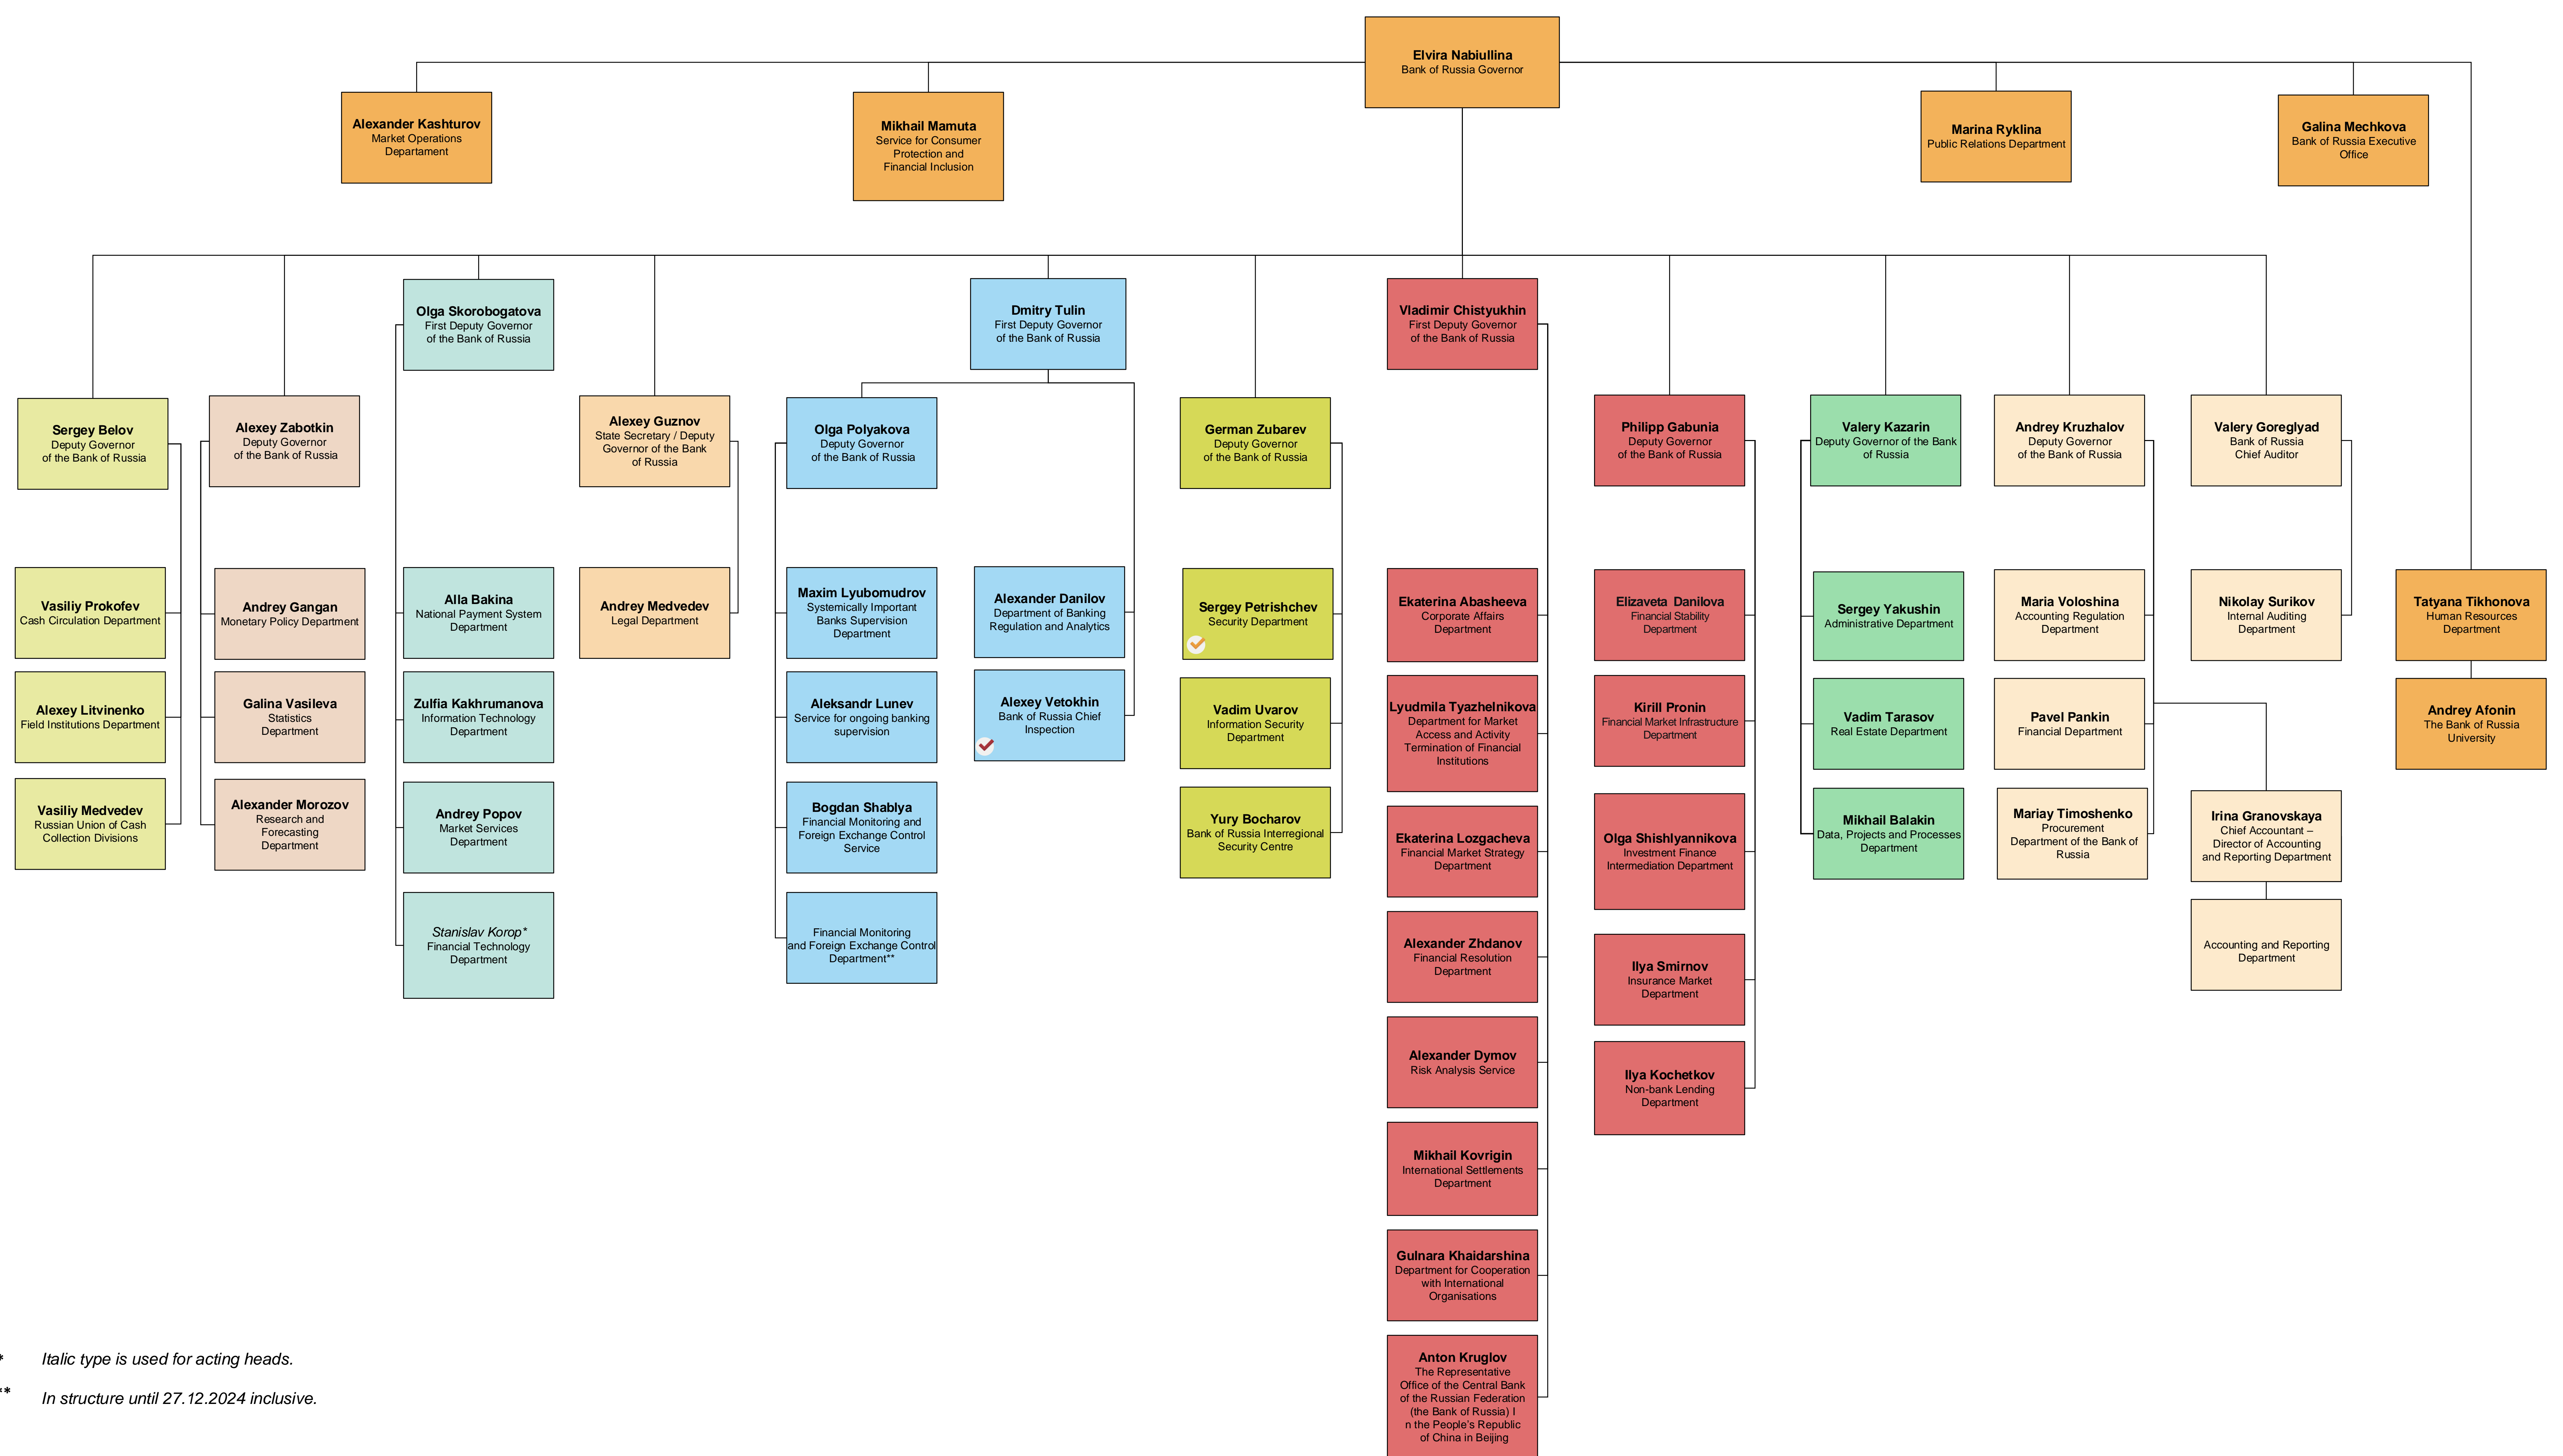 Elvira Nabiullina
Bank of Russia Governor
Alexander Kashturov
Market Operations
Departament
Mikhail Mamuta
Service for Consumer
Protection and
Financial Inclusion
Marina Ryklina
Public Relations Department
Galina Mechkova
Bank of Russia Executive
Office
Olga Skorobogatova
First Deputy Governor
of the Bank of Russia
Dmitry Tulin
First Deputy Governor
of the Bank of Russia
Vladimir Chistyukhin
First Deputy Governor
of the Bank of Russia
Sergey Belov
Deputy Governor
of the Bank of Russia
Alexey Zabotkin
Deputy Governor
of the Bank of Russia
Alexey Guznov
State Secretary / Deputy
Governor of the Bank
of Russia
Olga Polyakova
Deputy Governor
of the Bank of Russia
German Zubarev
Deputy Governor
of the Bank of Russia
Philipp Gabunia
Deputy Governor
of the Bank of Russia
Valery Kazarin
Deputy Governor of the Bank
of Russia
Andrey Kruzhalov
Deputy Governor
of the Bank of Russia
Valery Goreglyad
Bank of Russia
Chief Auditor
Vasiliy Prokofev
Cash Circulation Department
Andrey Gangan
Monetary Policy Department
Alla Bakina
National Payment System
Department
Andrey Medvedev
Legal Department
Maxim Lyubomudrov
Systemically Important
Banks Supervision
Department
Alexander Danilov
Department of Banking
Regulation and Analytics
Sergey Petrishchev
Security Department
Ekaterina Abasheeva
Corporate Affairs
Department
Elizaveta Danilova
Financial Stability
Department
Sergey Yakushin
Administrative Department
Maria Voloshina
Accounting Regulation
Department
Nikolay Surikov
Internal Auditing
Department
Tatyana Tikhonova
Human Resources
Department
Alexey Litvinenko
Field Institutions Department
Galina Vasileva
Statistics
Department
Zulfia Kakhrumanova
Information Technology
Department
Aleksandr Lunev
Service for ongoing banking
supervision
Alexey Vetokhin
Bank of Russia Chief
Inspection
Vadim Uvarov
Information Security
Department
Lyudmila Tyazhelnikova
Department for Market
Access and Activity
Termination of Financial
Institutions
Kirill Pronin
Financial Market Infrastructure
Department
Vadim Tarasov
Real Estate Department
Pavel Pankin
Financial Department
Andrey Afonin
The Bank of Russia
University
Vasiliy Medvedev
Russian Union of Cash
Collection Divisions
Alexander Morozov
Research and
Forecasting
Department
Andrey Popov
Market Services
Department
Bogdan Shablya
Financial Monitoring and
Foreign Exchange Control
Service
Yury Bocharov
Bank of Russia Interregional
Security Centre
Ekaterina Lozgacheva
Financial Market Strategy
Department
Olga Shishlyannikova
Investment Finance
Intermediation Department
Mikhail Balakin
Data, Projects and Processes
Department
Mariay Timoshenko
Procurement
Department of the Bank of
Russia
Irina Granovskaya
Chief Accountant –
Director of Accounting
and Reporting Department
Stanislav Korop*
Financial Technology
Department
Financial Monitoring
and Foreign Exchange Control
Department**
Alexander Zhdanov
Financial Resolution
Department
Ilya Smirnov
Insurance Market
Department
Accounting and Reporting
Department
Alexander Dymov
Risk Analysis Service
Ilya Kochetkov
Non-bank Lending
Department
Mikhail Kovrigin
International Settlements
Department
Gulnara Khaidarshina
Department for Cooperation
with International
Organisations
Anton Kruglov
The Representative
Office of the Central Bank
of the Russian Federation
(the Bank of Russia) I
n the People's Republic
of China in Beijing
* Italic type is used for acting heads.
** In structure until 27.12.2024 inclusive.